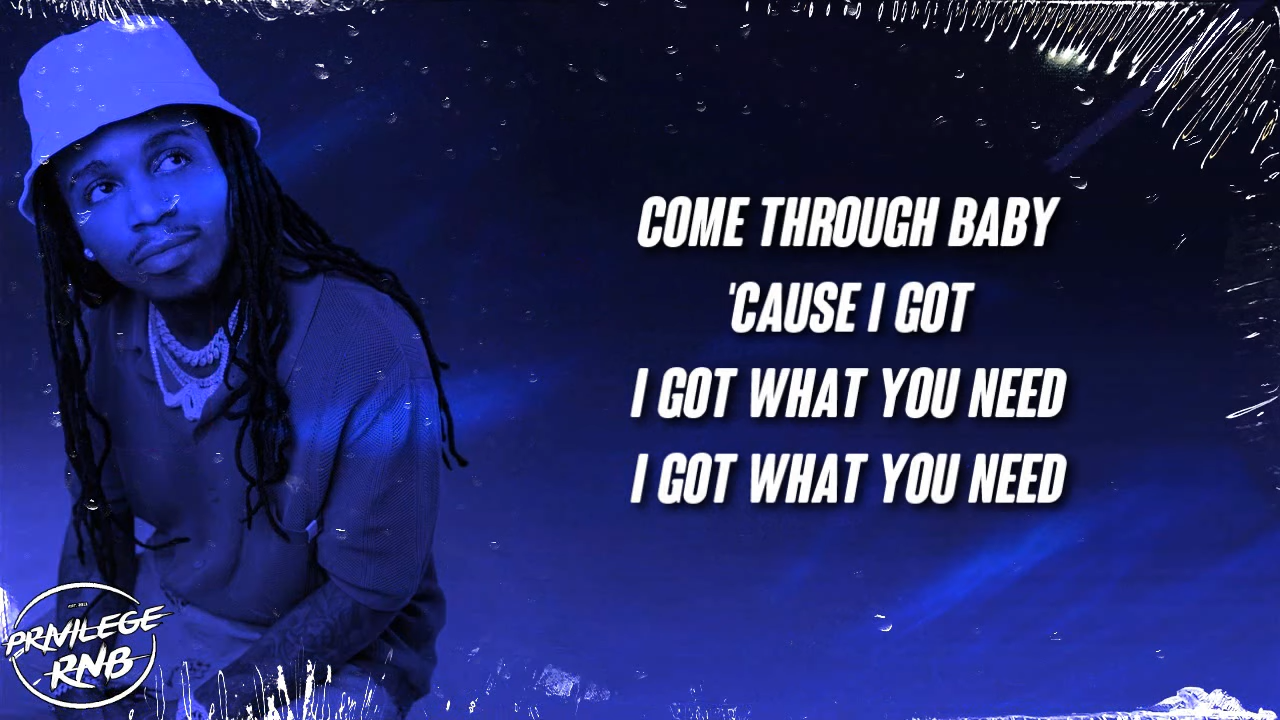 COME THROUGH BABY
'CAUSE I GOT
I GOT WHAT YOU NEED
I GOT WHAT YOU NEED
PRIVILEGE
RNB